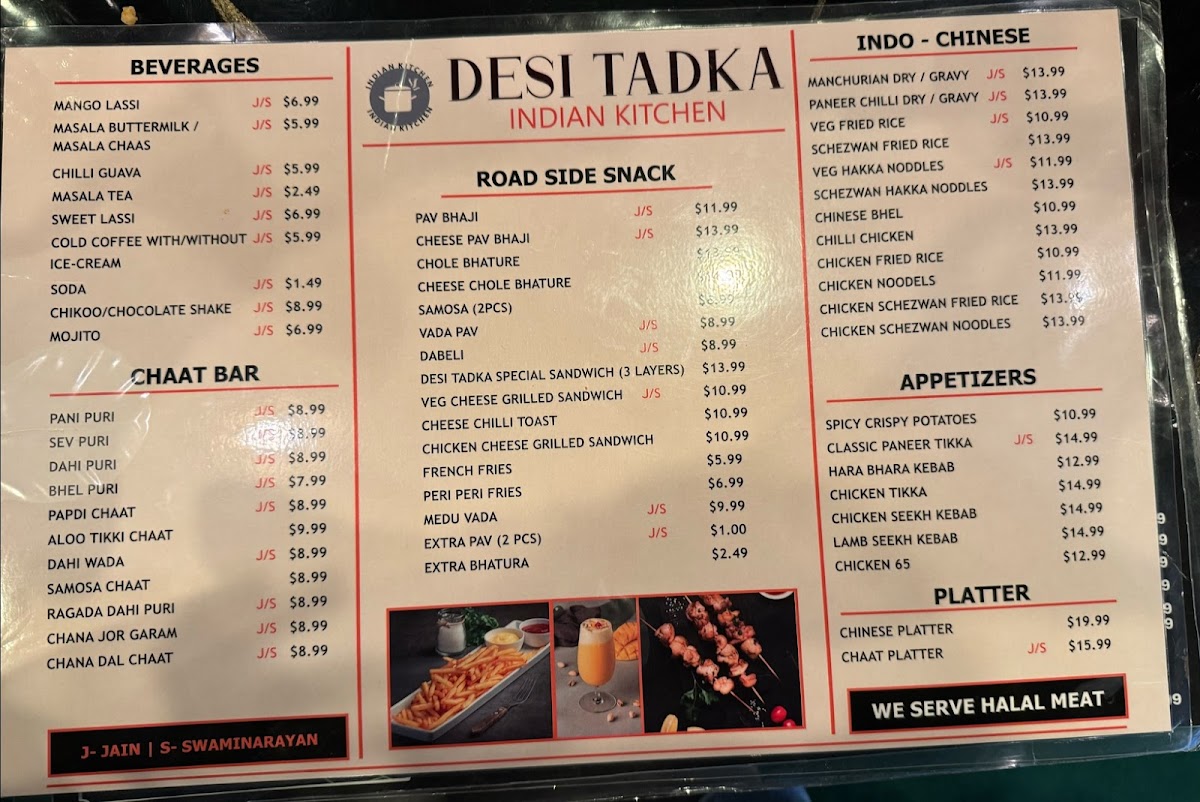 BEVERAGES
MANGO LASSI J/S $6.99
MASALA BUTTERMILK / J/S $5.99
MASALA CHAAS
CHILLI GUAVA J/S $5.99
MASALA TEA J/S $2.49
SWEET LASSI J/S $6.99
COLD COFFEE WITH/WITHOUT J/S $5.99
ICE-CREAM
SODA J/S $1.49
CHIKOO/CHOCOLATE SHAKE J/S $8.99
MOJITO J/S $6.99
CHAAT BAR
PANI PURI J/S $8.99
SEV PURI J/S $8.99
DAHI PURI J/S $8.99
BHEL PURI J/S $7.99
PAPDI CHAAT J/S $8.99
ALOO TIKKI CHAAT $9.99
DAHI WADA J/S $8.99
SAMOSA CHAAT $8.99
RAGADA DAHI PURI J/S $8.99
CHANA JOR GARAM J/S $8.99
CHANA DAL CHAAT J/S $8.99
J- JAIN | S- SWAMINARAYAN
INDIAN KITCHEN
INDIAN KITCHEN
DESI TADKA
INDIAN KITCHEN
ROAD SIDE SNACK
PAV BHAJI J/S $11.99
CHEESE PAV BHAJI J/S $13.99
CHOLE BHATURE $13.99
CHEESE CHOLE BHATURE
SAMOSA (2PCS) $6.99
VADA PAV J/S $8.99
DABELI J/S $8.99
DESI TADKA SPECIAL SANDWICH (3 LAYERS) $13.99
VEG CHEESE GRILLED SANDWICH J/S $10.99
CHEESE CHILLI TOAST $10.99
CHICKEN CHEESE GRILLED SANDWICH $10.99
FRENCH FRIES $5.99
PERI PERI FRIES $6.99
MEDU VADA J/S $9.99
EXTRA PAV (2 PCS) J/S $1.00
EXTRA BHATURA $2.49
INDO - CHINESE
MANCHURIAN DRY / GRAVY J/S $13.99
PANEER CHILLI DRY / GRAVY J/S $13.99
VEG FRIED RICE J/S $10.99
SCHEZWAN FRIED RICE $13.99
VEG HAKKA NODDLES J/S $11.99
SCHEZWAN HAKKA NODDLES $13.99
CHINESE BHEL $10.99
CHILLI CHICKEN $13.99
CHICKEN FRIED RICE $10.99
CHICKEN NOODELS $11.99
CHICKEN SCHEZWAN FRIED RICE $13.99
CHICKEN SCHEZWAN NOODLES $13.99
APPETIZERS
SPICY CRISPY POTATOES $10.99
CLASSIC PANEER TIKKA J/S $14.99
HARA BHARA KEBAB $12.99
CHICKEN TIKKA $14.99
CHICKEN SEEKH KEBAB $14.99
LAMB SEEKH KEBAB $14.99
CHICKEN 65 $12.99
PLATTER
CHINESE PLATTER $19.99
CHAAT PLATTER J/S $15.99
WE SERVE HALAL MEAT